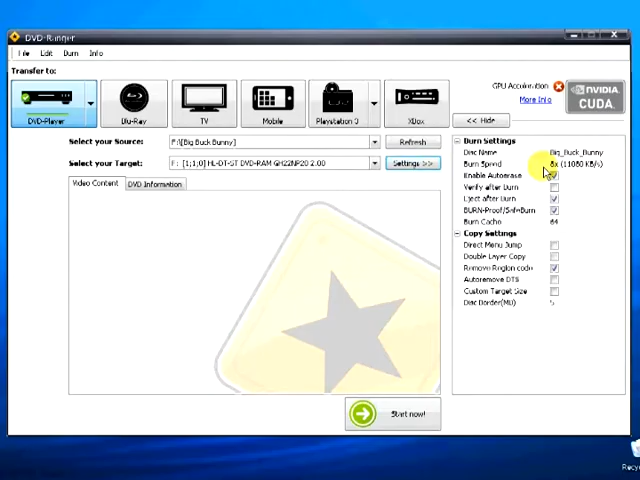 DVD-Ranger
File Edit Burn Info
Transfer to:
DVD-Player
Blu-Ray
TV
Mobile
Playstation 3
XBox
GPU Acceleration
More Info
NVIDIA
CUDA
<< Hide
Select your Source: F:\[Big Buck Bunny] Refresh
Select your Target: F: [1;1;0] HL-DT-ST DVD-RAM GH22NP20 2.00 Settings >>
Video Content DVD Information
Burn Settings
Disc Name Big_Buck_Bunny
Burn Speed 8x (11080 KB/s)
Enable Autoerase
Verify after Burn
Eject after Burn
BURN-Proof/SafeBurn
Burn Cache 64
Copy Settings
Direct Menu Jump
Double Layer Copy
Remove Region code
Autoremove DTS
Custom Target Size
Disc Border(MB) 5
Start now!
Recyc